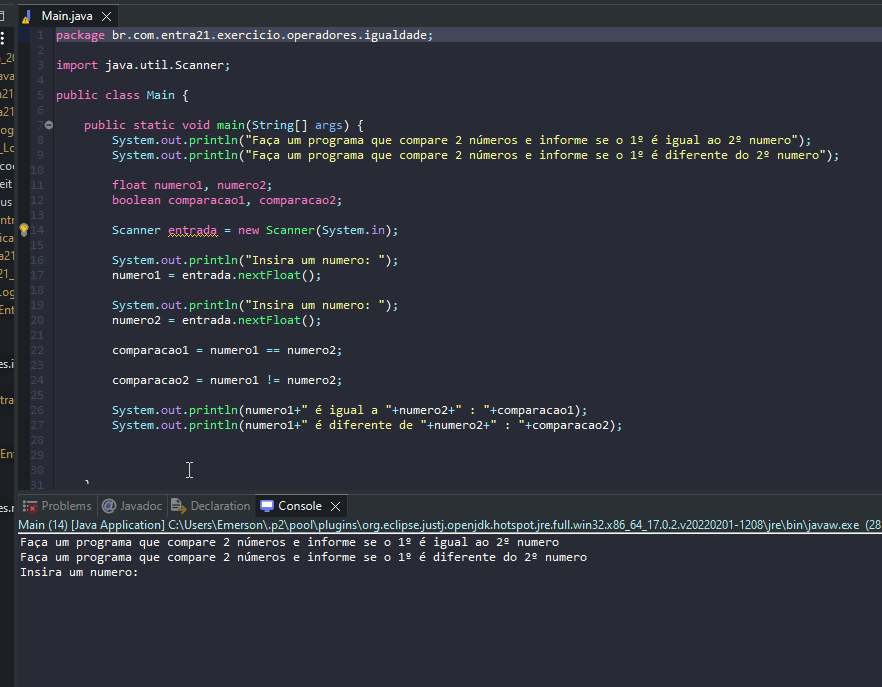 Main.java
1 package br.com.entra21.exercicio.operadores.igualdade;
2
3 import java.util.Scanner;
4
5 public class Main {
6
7 public static void main(String[] args) {
8 System.out.println("Faça um programa que compare 2 números e informe se o 1º é igual ao 2º numero");
9 System.out.println("Faça um programa que compare 2 números e informe se o 1º é diferente do 2º numero");
10
11 float numero1, numero2;
12 boolean comparacao1, comparacao2;
13
14 Scanner entrada = new Scanner(System.in);
15
16 System.out.println("Insira um numero: ");
17 numero1 = entrada.nextFloat();
18
19 System.out.println("Insira um numero: ");
20 numero2 = entrada.nextFloat();
21
22 comparacao1 = numero1 == numero2;
23
24 comparacao2 = numero1 != numero2;
25
26 System.out.println(numero1+" é igual a "+numero2+" : "+comparacao1);
27 System.out.println(numero1+" é diferente de "+numero2+" : "+comparacao2);
28
29
30
31
Problems @ Javadoc Declaration Console
Main (14) [Java Application] C:\Users\Emerson\.p2\pool\plugins\org.eclipse.justj.openjdk.hotspot.jre.full.win32.x86_64_17.0.2.v20220201-1208\jre\bin\javaw.exe (28
Faça um programa que compare 2 números e informe se o 1º é igual ao 2º numero
Faça um programa que compare 2 números e informe se o 1º é diferente do 2º numero
Insira um numero: